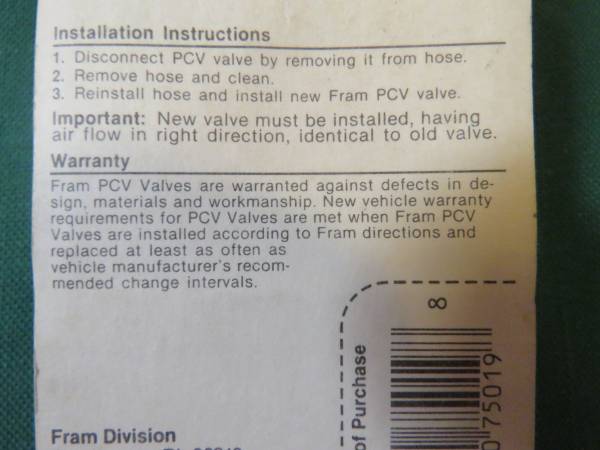 Installation Instructions
1. Disconnect PCV valve by removing it from hose.
2. Remove hose and clean.
3. Reinstall hose and install new Fram PCV valve.
Important: New valve must be installed, having
air flow in right direction, identical to old valve.
Warranty
Fram PCV Valves are warranted against defects in de-
sign, materials and workmanship. New vehicle warranty
requirements for PCV Valves are met when Fram PCV
Valves are installed according to Fram directions and
replaced at least as often as
vehicle manufacturer's recom-
mended change intervals.
Fram Division
of Purchase
8
75019